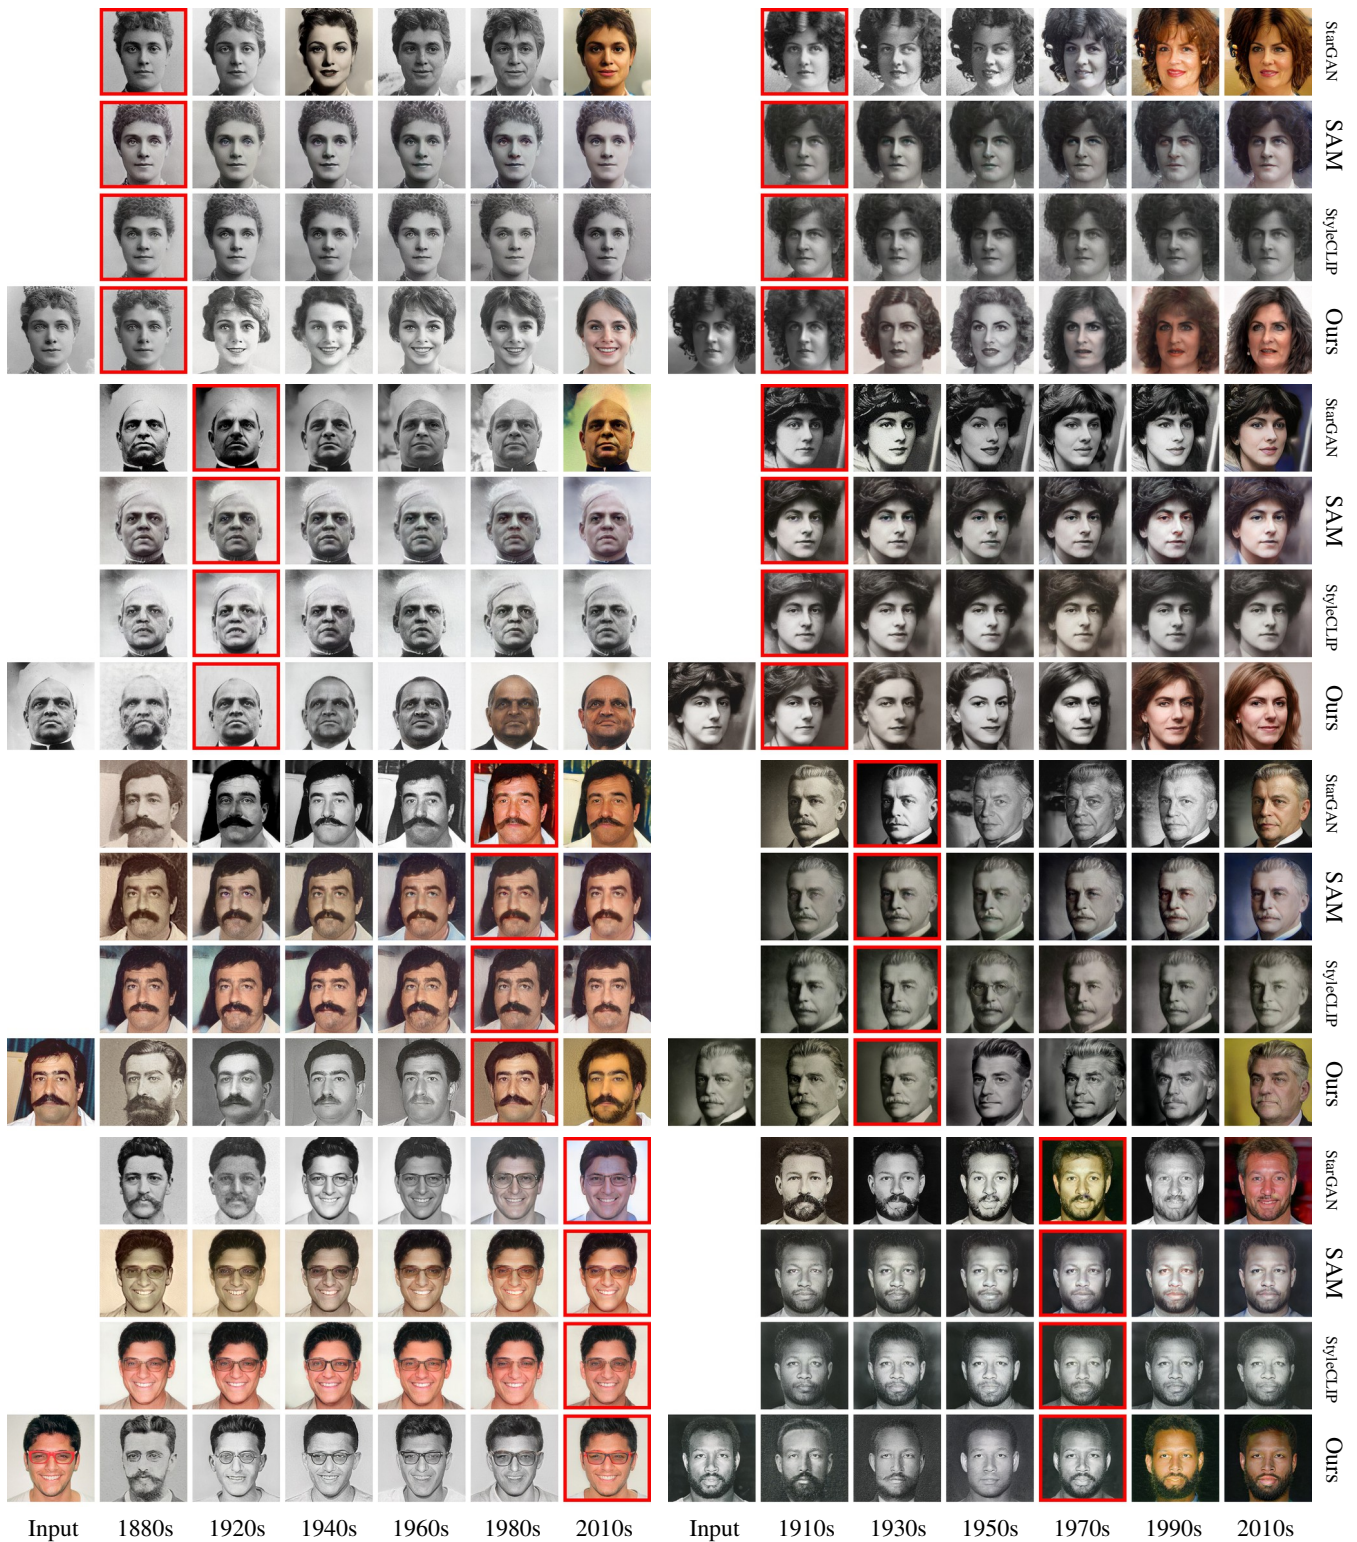 StarGAN
SAM
StyleCLIP
Ours
StarGAN
SAM
StyleCLIP
Ours
StarGAN
SAM
StyleCLIP
Ours
StarGAN
SAM
StyleCLIP
Ours
Input 1880s 1920s 1940s 1960s 1980s 2010s Input 1910s 1930s 1950s 1970s 1990s 2010s